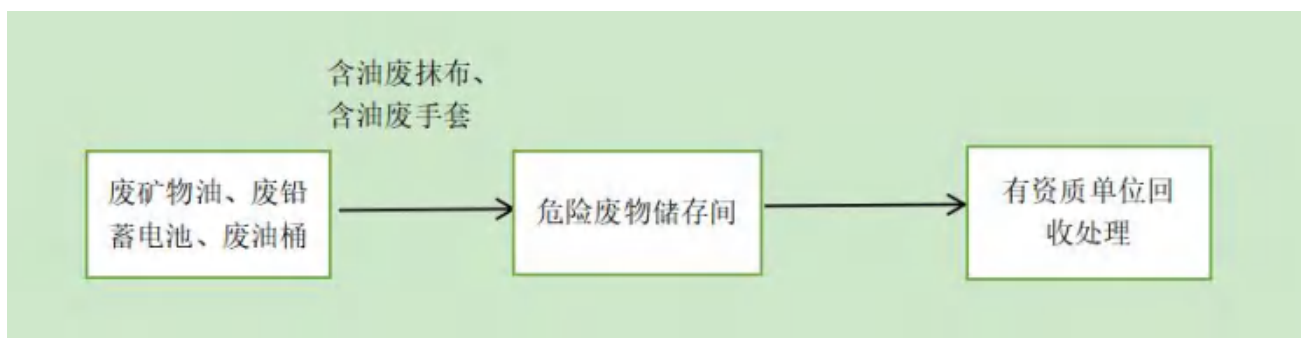 含油废抹布、
含油废手套
废矿物油、废铅
蓄电池、废油桶
危险废物储存间
有资质单位回
收处理